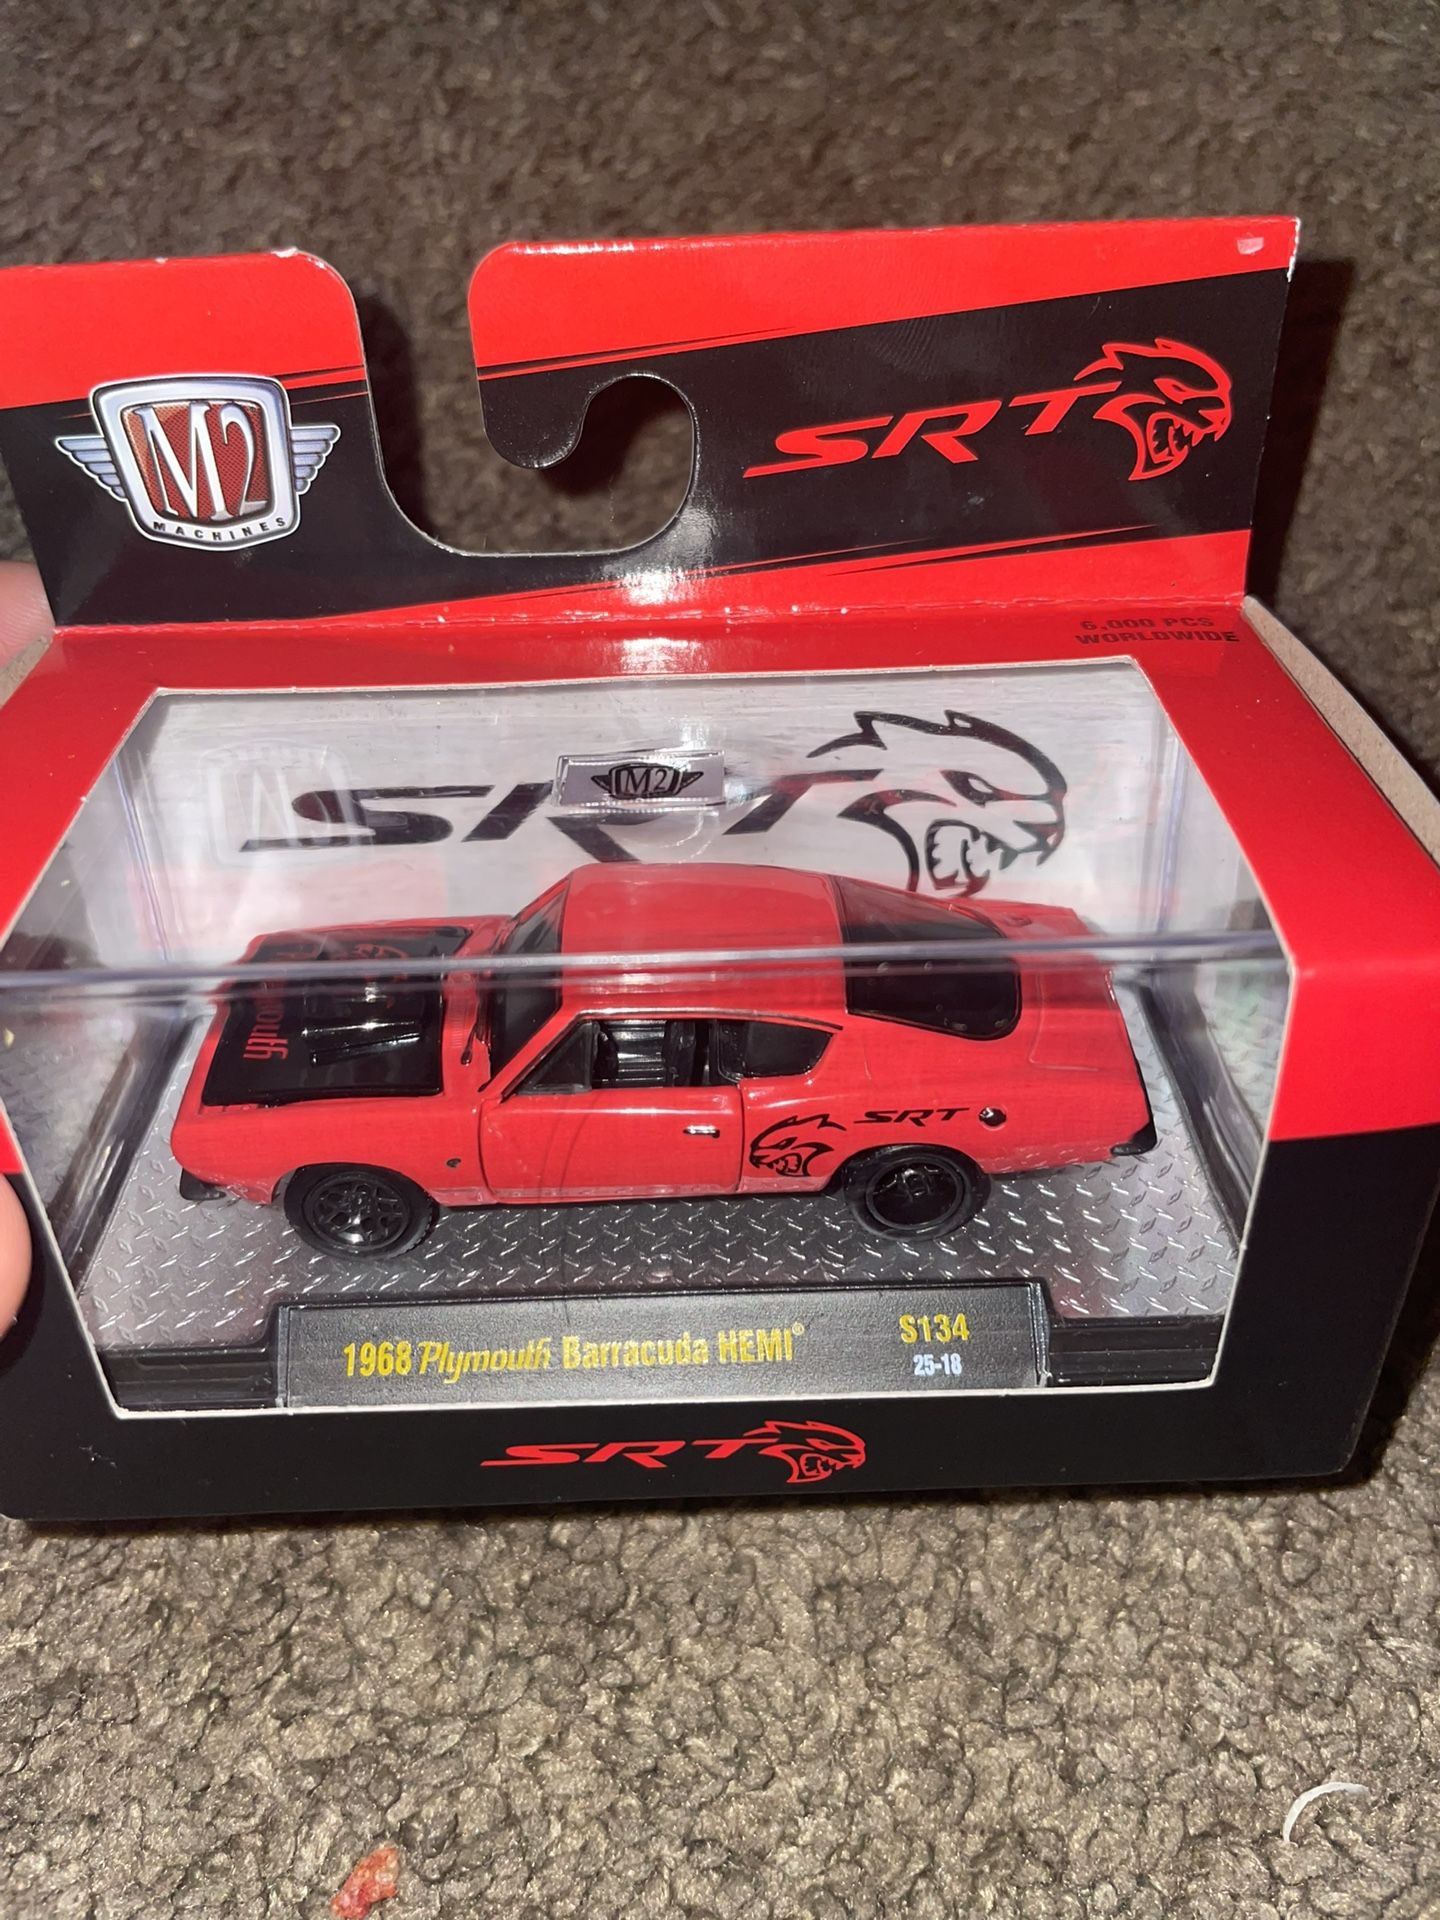 M2
MACHINES
SRT
6,000 PCS
WORLDWIDE
SRT
M2
Plymouth
SRT
1968 Plymouth Barracuda HEMI®
S134
25-18
SRT